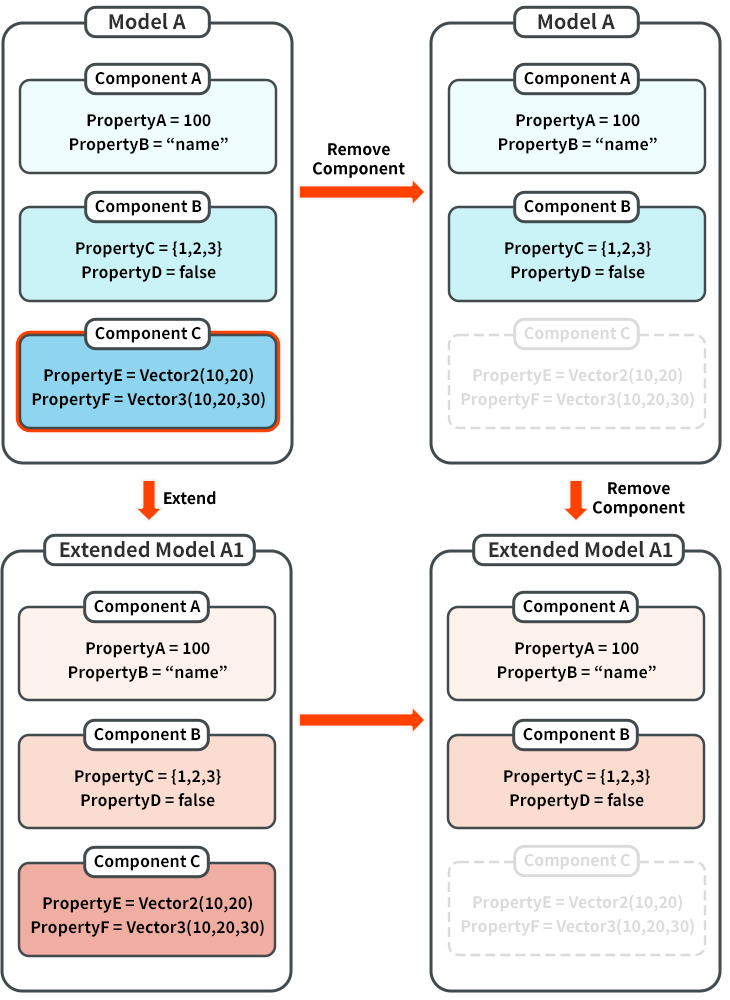 Model A
Component A
PropertyA = 100
PropertyB = “name”
Component B
PropertyC = {1,2,3}
PropertyD = false
Component C
PropertyE = Vector2(10,20)
PropertyF = Vector3(10,20,30)
Remove
Component
Model A
Component A
PropertyA = 100
PropertyB = “name”
Component B
PropertyC = {1,2,3}
PropertyD = false
Component C
PropertyE = Vector2(10,20)
PropertyF = Vector3(10,20,30)
Extend
Remove
Component
Extended Model A1
Component A
PropertyA = 100
PropertyB = “name”
Component B
PropertyC = {1,2,3}
PropertyD = false
Component C
PropertyE = Vector2(10,20)
PropertyF = Vector3(10,20,30)
Extended Model A1
Component A
PropertyA = 100
PropertyB = “name”
Component B
PropertyC = {1,2,3}
PropertyD = false
Component C
PropertyE = Vector2(10,20)
PropertyF = Vector3(10,20,30)